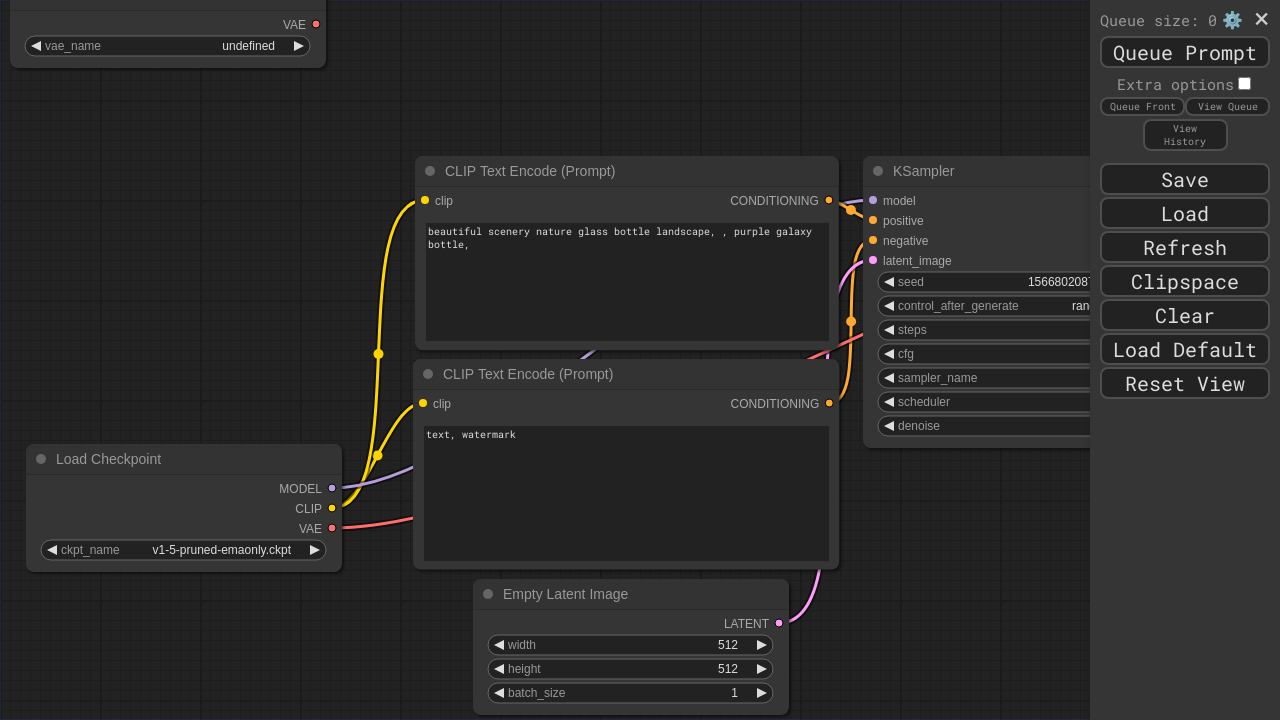 VAE
vae_name undefined
CLIP Text Encode (Prompt)
clip CONDITIONING
beautiful scenery nature glass bottle landscape, , purple galaxy
bottle,
CLIP Text Encode (Prompt)
clip CONDITIONING
text, watermark
Load Checkpoint
MODEL
CLIP
VAE
ckpt_name v1-5-pruned-emaonly.ckpt
Empty Latent Image
LATENT
width 512
height 512
batch_size 1
KSampler
model
positive
negative
latent_image
seed 156680208
control_after_generate ran
steps
cfg
sampler_name
scheduler
denoise
Queue size: 0
Queue Prompt
Extra options
Queue Front View Queue
View
History
Save
Load
Refresh
Clipspace
Clear
Load Default
Reset View